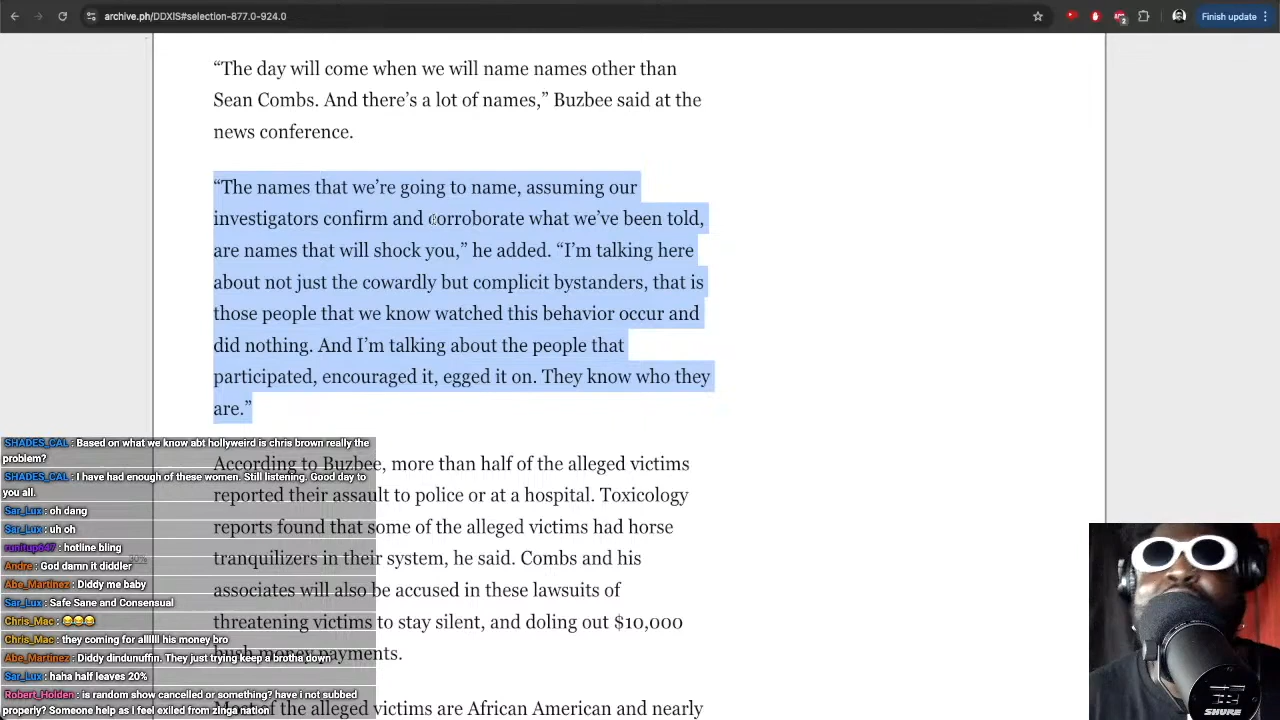 archive.ph/DDXIS#selection-877.0-924.0
2
Finish update
“The day will come when we will name names other than
Sean Combs. And there’s a lot of names,” Buzbee said at the
news conference.
“The names that we’re going to name, assuming our
investigators confirm and corroborate what we’ve been told,
are names that will shock you,” he added. “I’m talking here
about not just the cowardly but complicit bystanders, that is
those people that we know watched this behavior occur and
did nothing. And I’m talking about the people that
participated, encouraged it, egged it on. They know who they
are.”
According to Buzbee, more than half of the alleged victims
reported their assault to police or at a hospital. Toxicology
reports found that some of the alleged victims had horse
tranquilizers in their system, he said. Combs and his
associates will also be accused in these lawsuits of
threatening victims to stay silent, and doling out $10,000
hush money payments.
of the alleged victims are African American and nearly
SHADES_CAL : Based on what we know abt hollyweird is chris brown really the
problem?
SHADES_CAL : I have had enough of these women. Still listening. Good day to
you all.
Sar_Lux : oh dang
Sar_Lux : uh oh
runitup647 : hotline bling
30%
Andre : God damn it diddler
Abe_Martinez : Diddy me baby
Sar_Lux : Safe Sane and Consensual
Chris_Mac : 😂😂😂
Chris_Mac : they coming for allllll his money bro
Abe_Martinez : Diddy dindunuffin. They just trying keep a brotha down
Sar_Lux : haha half leaves 20%
Robert_Holden : is random show cancelled or something? have i not subbed
properly? Someone help as I feel exiled from zinga nation
SHURE